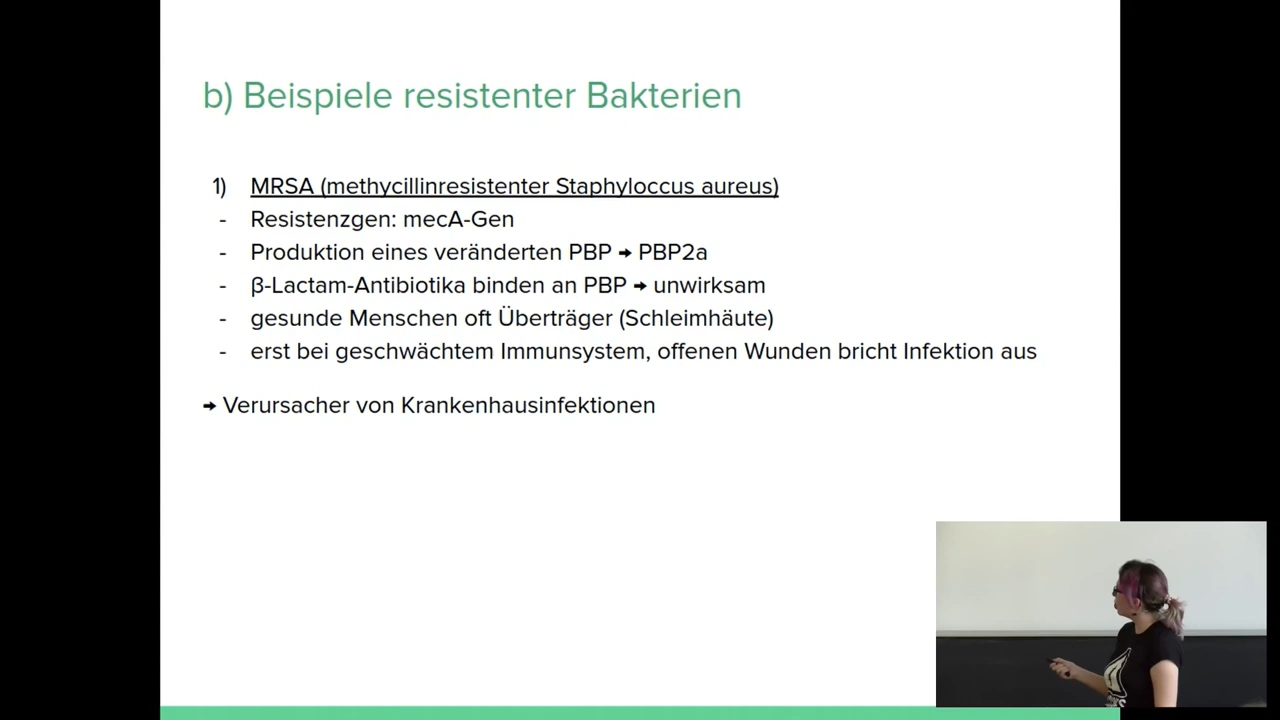 b) Beispiele resistenter Bakterien
1) MRSA (methycillinresistenter Staphyloccus aureus)
- Resistenzgen: mecA-Gen
- Produktion eines veränderten PBP → PBP2a
- β-Lactam-Antibiotika binden an PBP → unwirksam
- gesunde Menschen oft Überträger (Schleimhäute)
- erst bei geschwächtem Immunsystem, offenen Wunden bricht Infektion aus
→ Verursacher von Krankenhausinfektionen